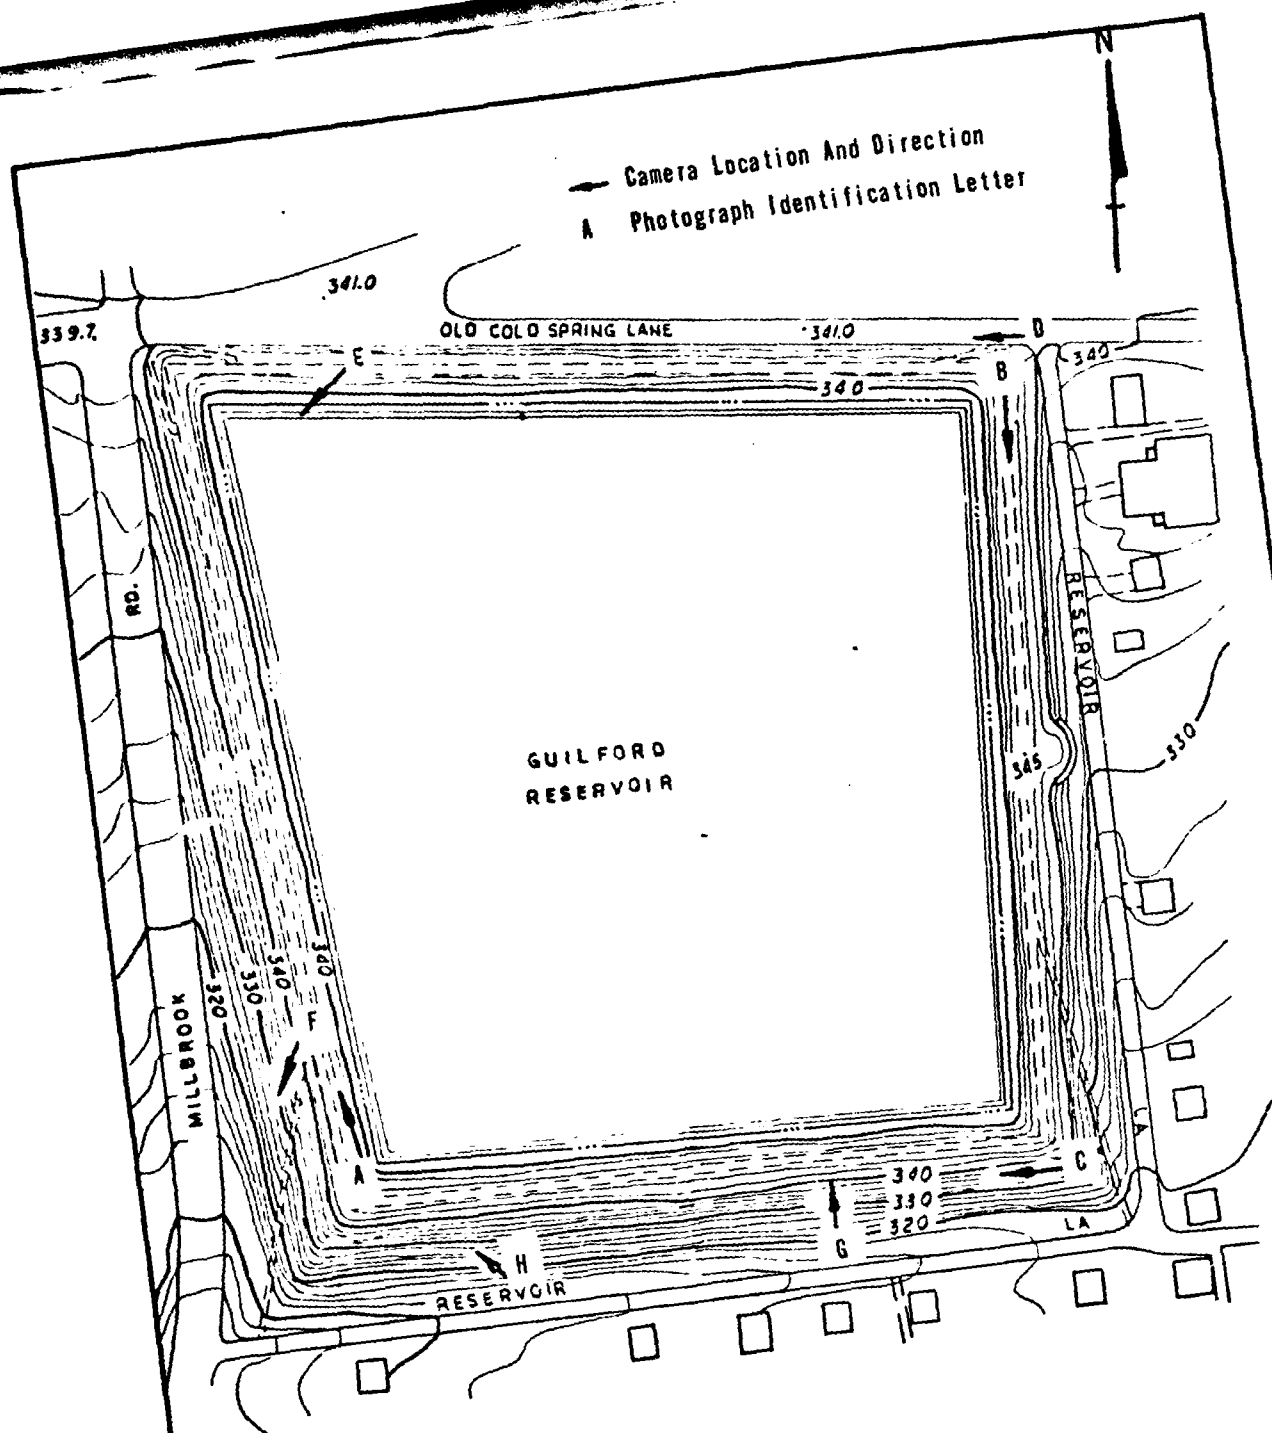 N
Camera Location And Direction
A Photograph Identification Letter
341.0
339.7
OLD COLD SPRING LANE
341.0
D
340
E
B
340
RD.
RESERVOIR
GUILFORD
RESERVOIR
345
330
340
340
330
320
F
MILLBROOK
LA
A
C
340
330
320
LA
G
H
RESERVOIR